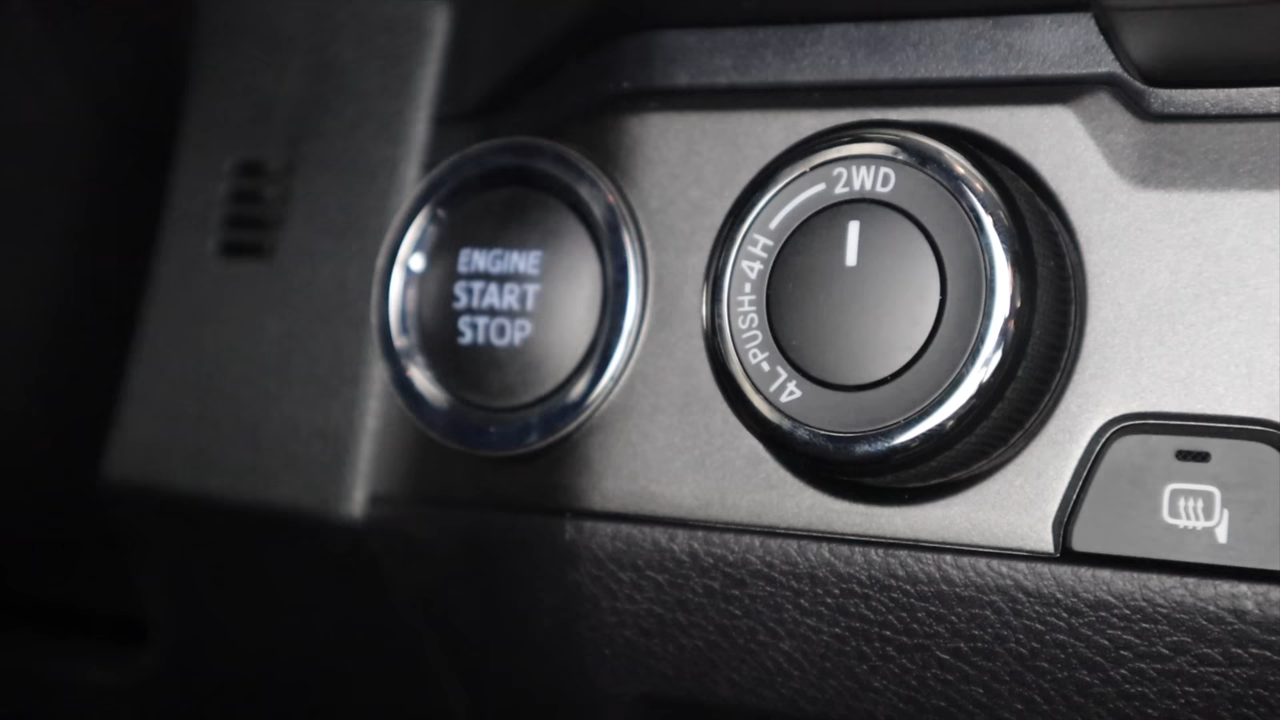 ENGINE
START
STOP
2WD
4L-PUSH-4H